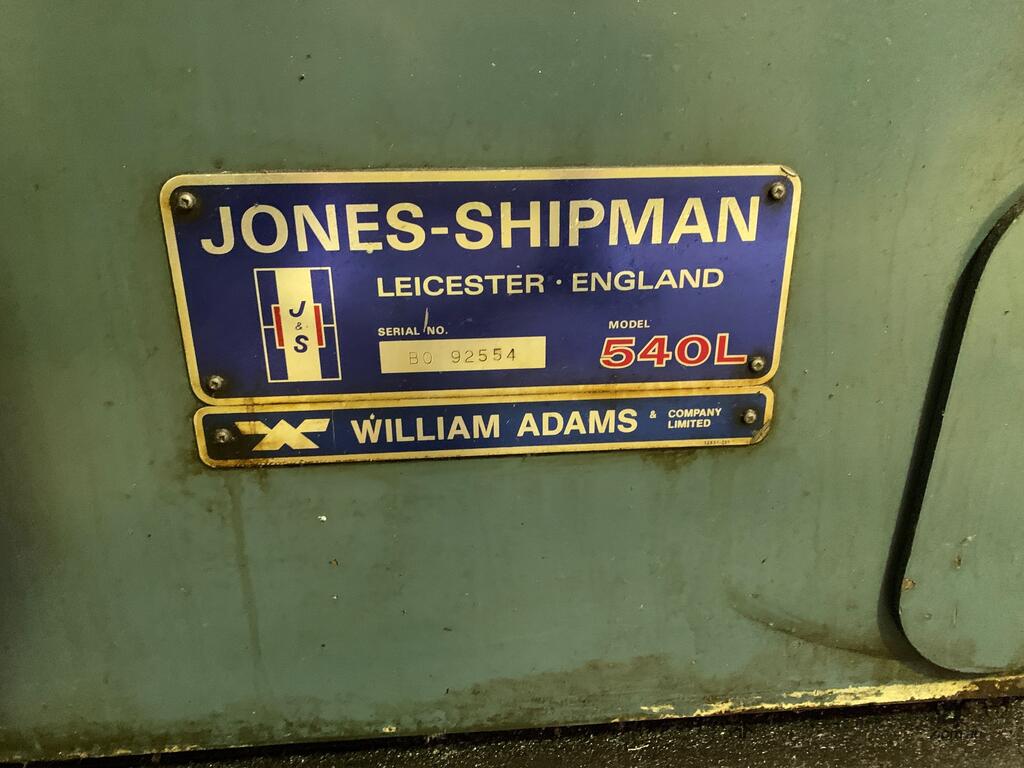 JONES-SHIPMAN
LEICESTER · ENGLAND
J
&
S
SERIAL NO.
BO 92554
MODEL
540L
WILLIAM ADAMS & COMPANY
LIMITED